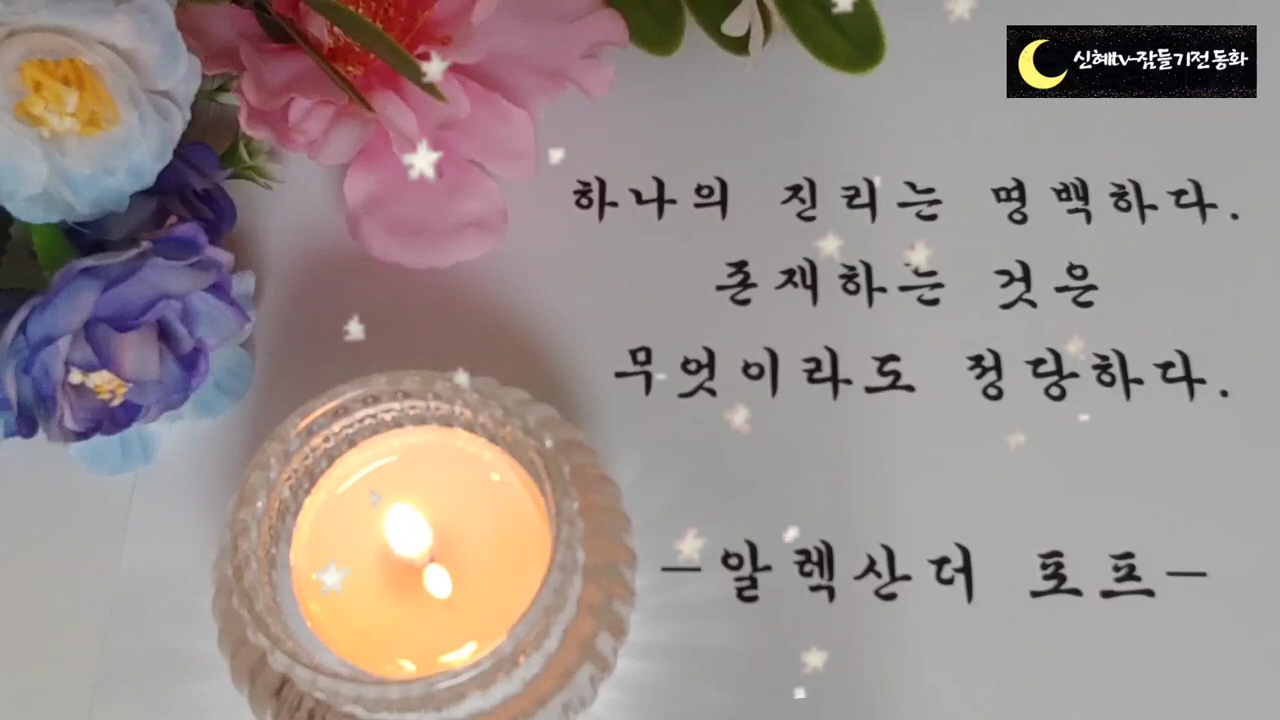 신혜tv-잠들기전동화
하나의 진리는 명백하다.
존재하는 것은
무엇이라도 정당하다.
-알렉산더 포프-